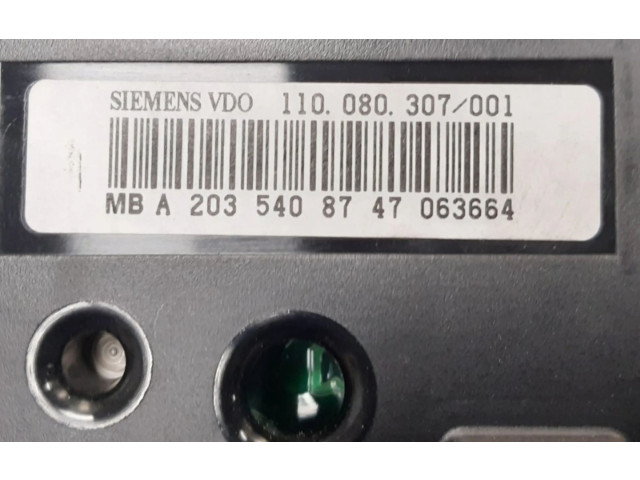 SIEMENS VDO 110.080.307/001
MB A 203 540 87 47 063664